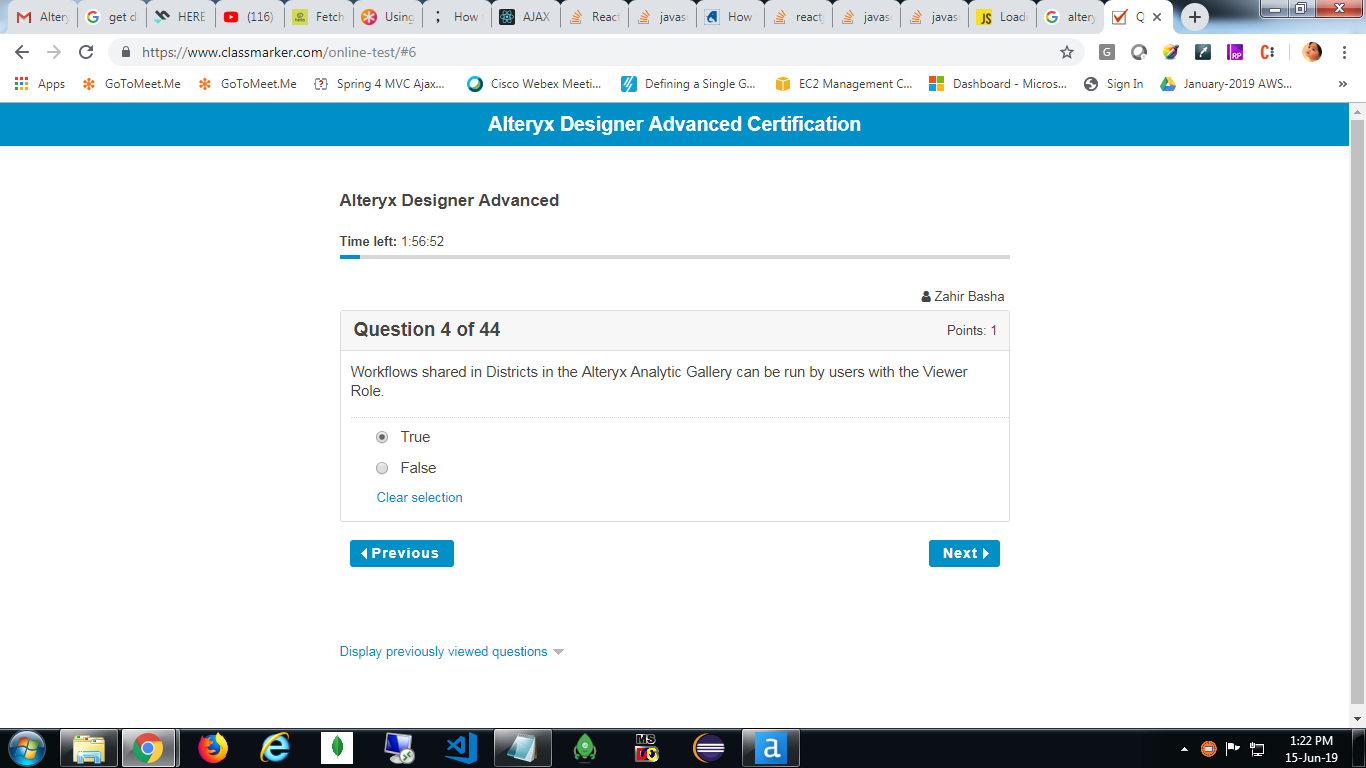 Altery
get d
HERE
(116)
Fetch
Using
How
AJAX
React
javas
How
react
javas
javas
Load
altery
Q
https://www.classmarker.com/online-test/#6
Apps
GoToMeet.Me
GoToMeet.Me
Spring 4 MVC Ajax...
Cisco Webex Meeti...
Defining a Single G...
EC2 Management C...
Dashboard - Micros...
Sign In
January-2019 AWS...
Alteryx Designer Advanced Certification
Alteryx Designer Advanced
Time left: 1:56:52
Zahir Basha
Question 4 of 44
Points: 1
Workflows shared in Districts in the Alteryx Analytic Gallery can be run by users with the Viewer
Role.
True
False
Clear selection
Previous
Next
Display previously viewed questions
1:22 PM
15-Jun-19